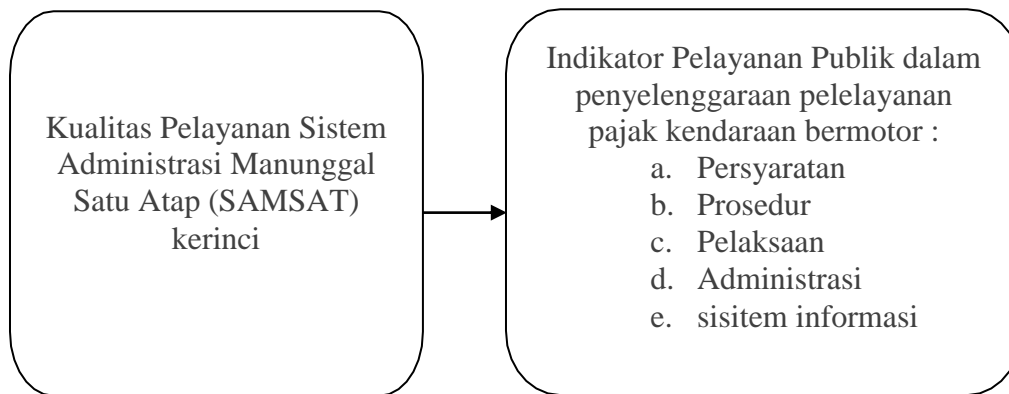 Kualitas Pelayanan Sistem
Administrasi Manunggal
Satu Atap (SAMSAT)
kerinci
Indikator Pelayanan Publik dalam
penyelenggaraan pelelayanan
pajak kendaraan bermotor :
a. Persyaratan
b. Prosedur
c. Pelaksaan
d. Administrasi
e. sisitem informasi